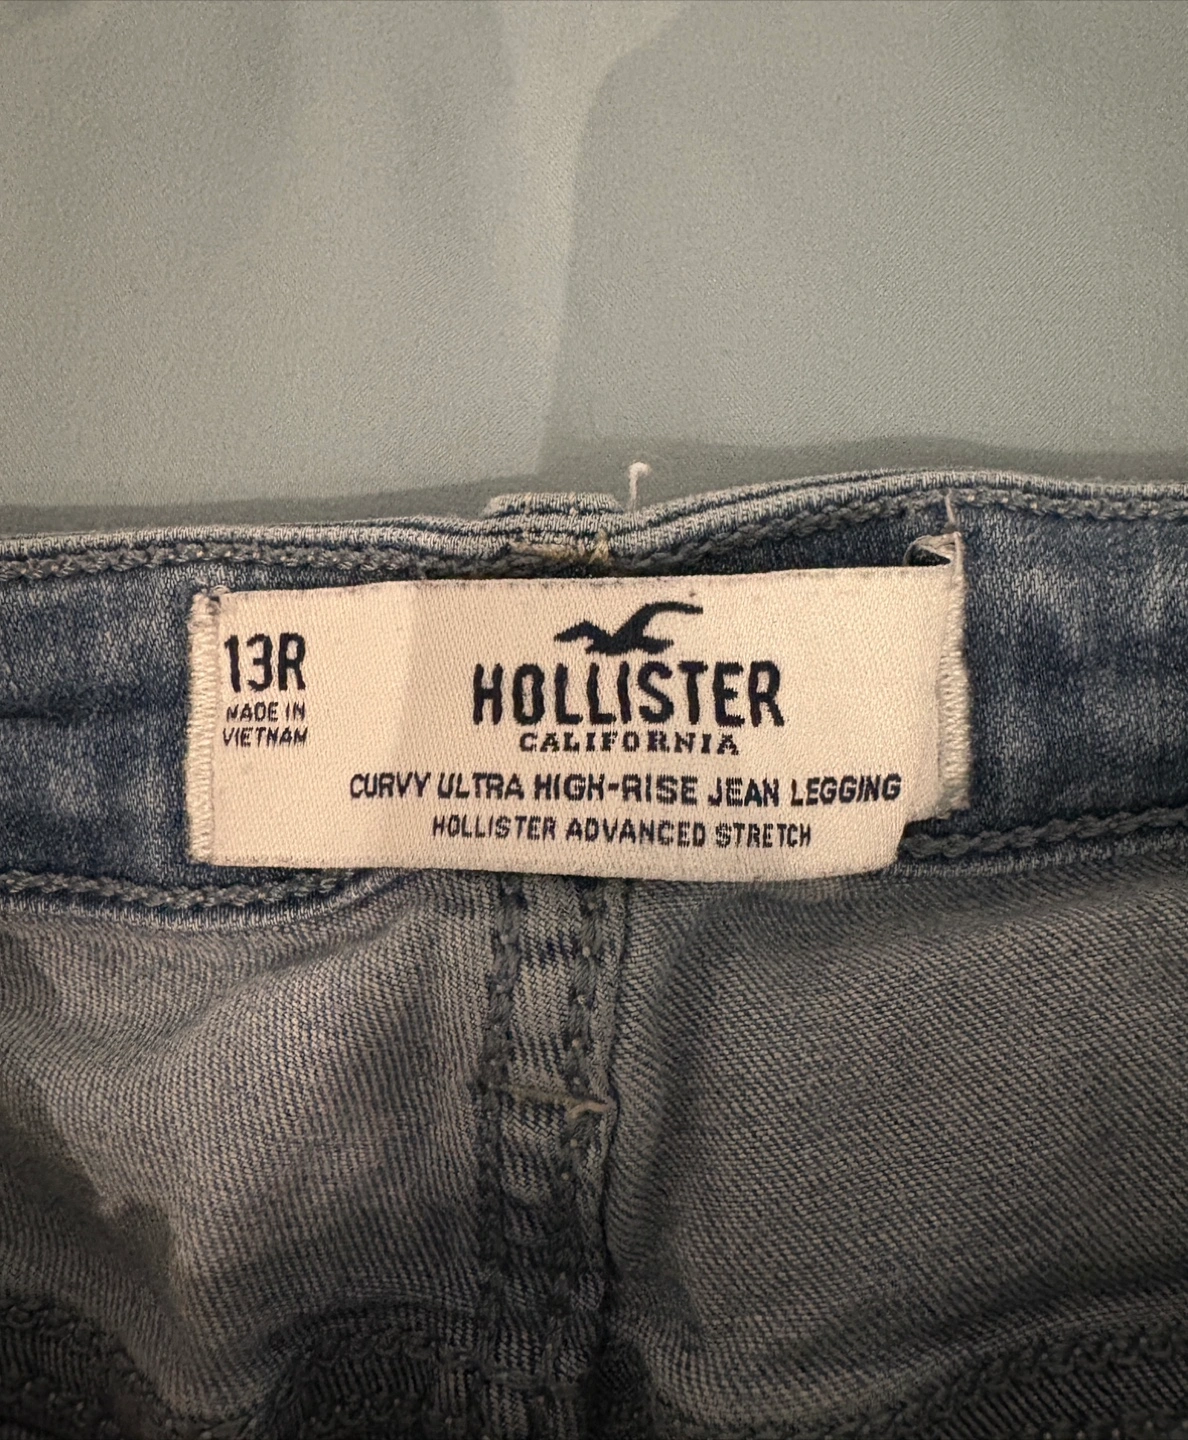 13R
MADE IN
VIETNAM
HOLLISTER
CALIFORNIA
CURVY ULTRA HIGH-RISE JEAN LEGGING
HOLLISTER ADVANCED STRETCH